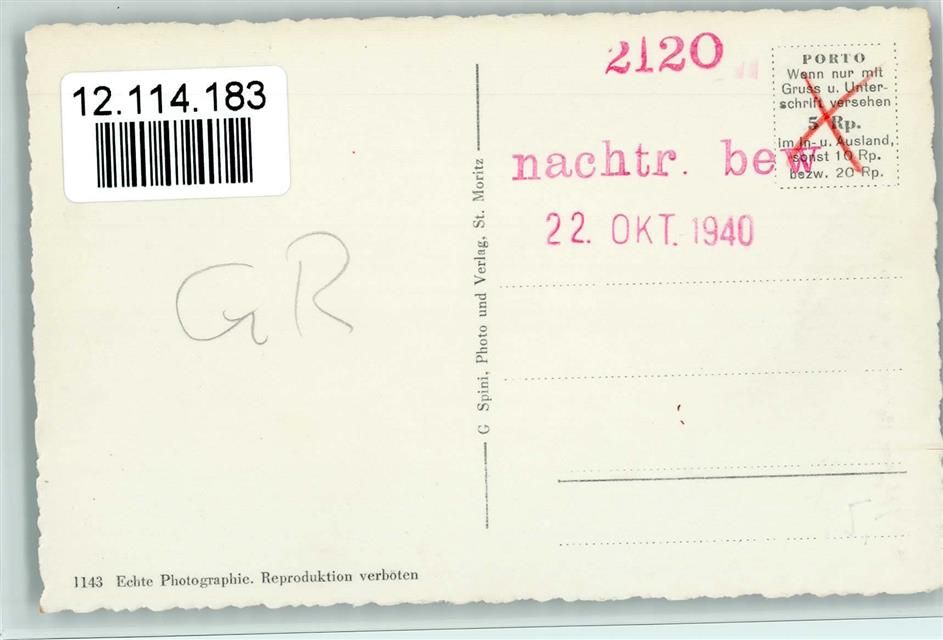 12.114.183
2120
PORTO
Wenn nur mit
Gruss u. Unter-
schrift versehen
5 Rp.
im In- u. Ausland,
sonst 10 Rp.
bezw. 20 Rp.
nachtr. bew
22. OKT. 1940
GR
G Spini, Photo und Verlag, St. Moritz
5,-
1143 Echte Photographie. Reproduktion verboten